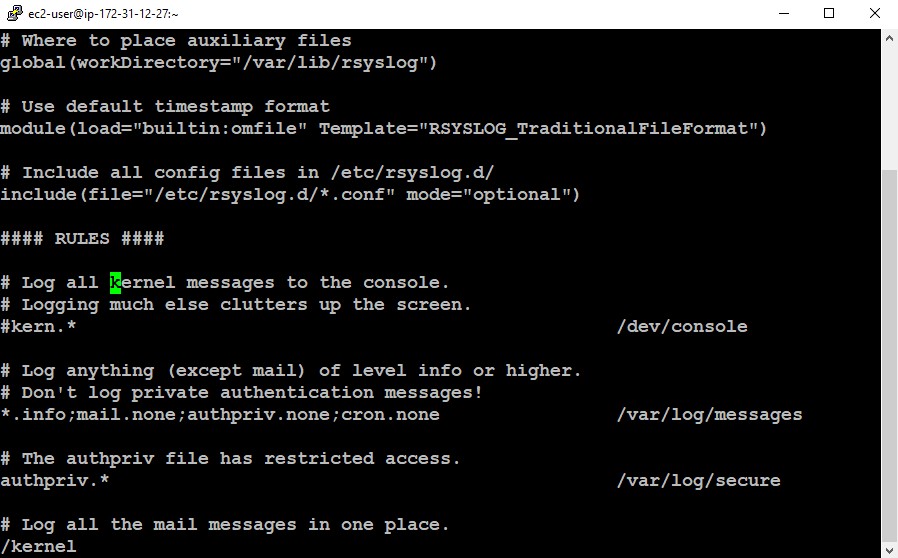 ec2-user@ip-172-31-12-27:~
# Where to place auxiliary files
global(workDirectory="/var/lib/rsyslog")
# Use default timestamp format
module(load="builtin:omfile" Template="RSYSLOG_TraditionalFileFormat")
# Include all config files in /etc/rsyslog.d/
include(file="/etc/rsyslog.d/*.conf" mode="optional")
#### RULES ####
# Log all kernel messages to the console.
# Logging much else clutters up the screen.
#kern.* /dev/console
# Log anything (except mail) of level info or higher.
# Don't log private authentication messages!
*.info;mail.none;authpriv.none;cron.none /var/log/messages
# The authpriv file has restricted access.
authpriv.* /var/log/secure
# Log all the mail messages in one place.
/kernel